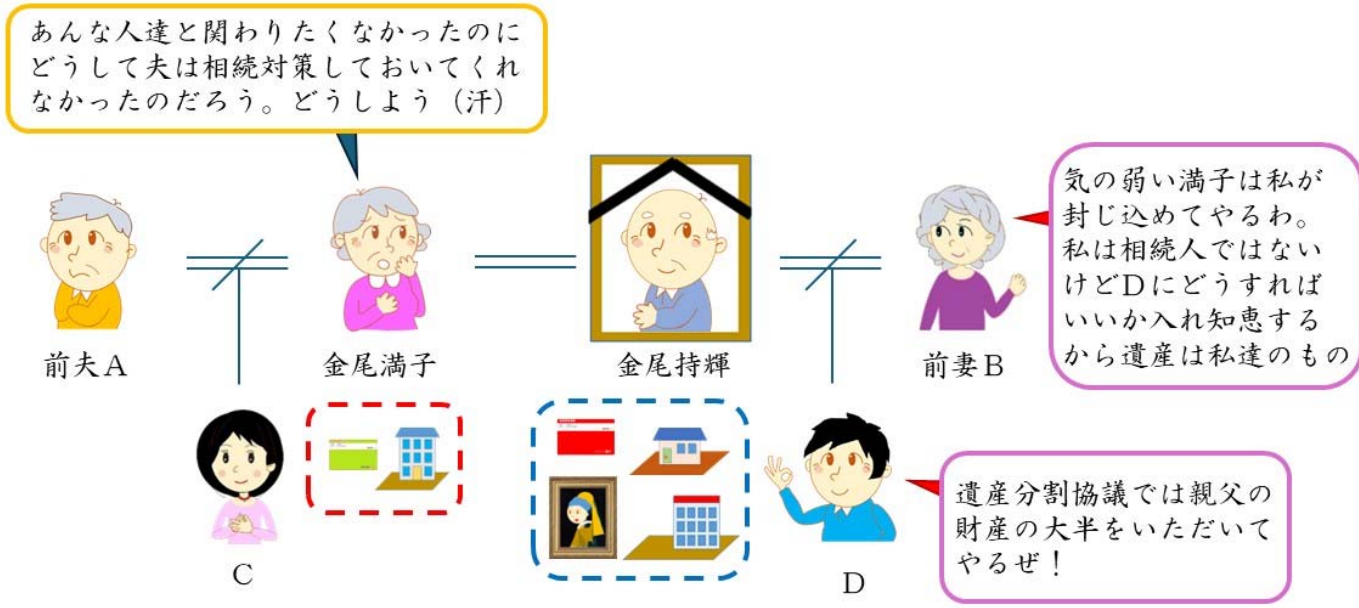 あんな人達と関わりたくなかったのに
どうして夫は相続対策しておいてくれ
なかったのだろう。どうしよう（汗）
気の弱い満子は私が
封じ込めてやるわ。
私は相続人ではない
けどＤにどうすれば
いいか入れ知恵する
から遺産は私達のもの
前夫Ａ
金尾満子
金尾持輝
前妻Ｂ
Ｃ
Ｄ
遺産分割協議では親父の
財産の大半をいただいて
やるぜ！